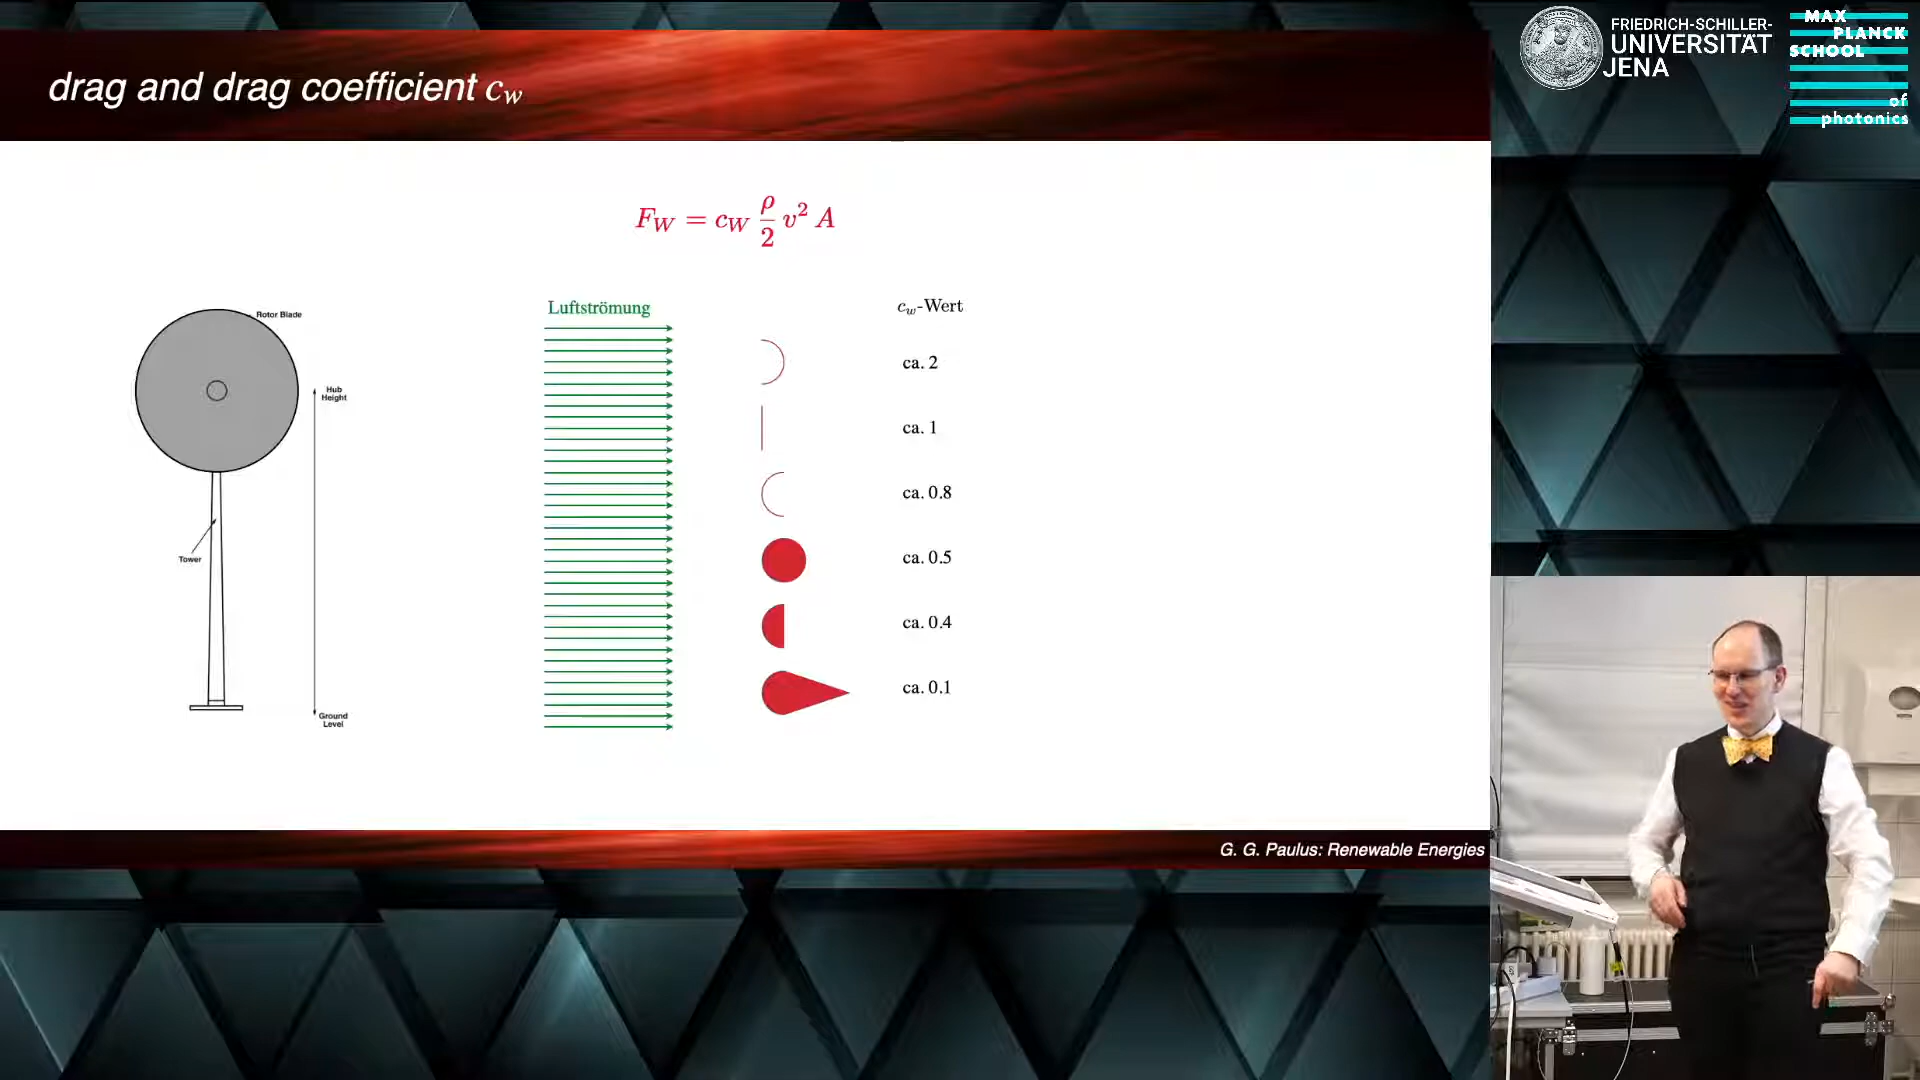 drag and drag coefficient c_w
F_W = c_W ρ/2 v² A
Rotor Blade
Hub
Height
Tower
Ground
Level
Luftströmung
c_w-Wert
ca. 2
ca. 1
ca. 0.8
ca. 0.5
ca. 0.4
ca. 0.1
G. G. Paulus: Renewable Energies
FRIEDRICH-SCHILLER-
UNIVERSITÄT
JENA
MAX
PLANCK
SCHOOL
of
photonics